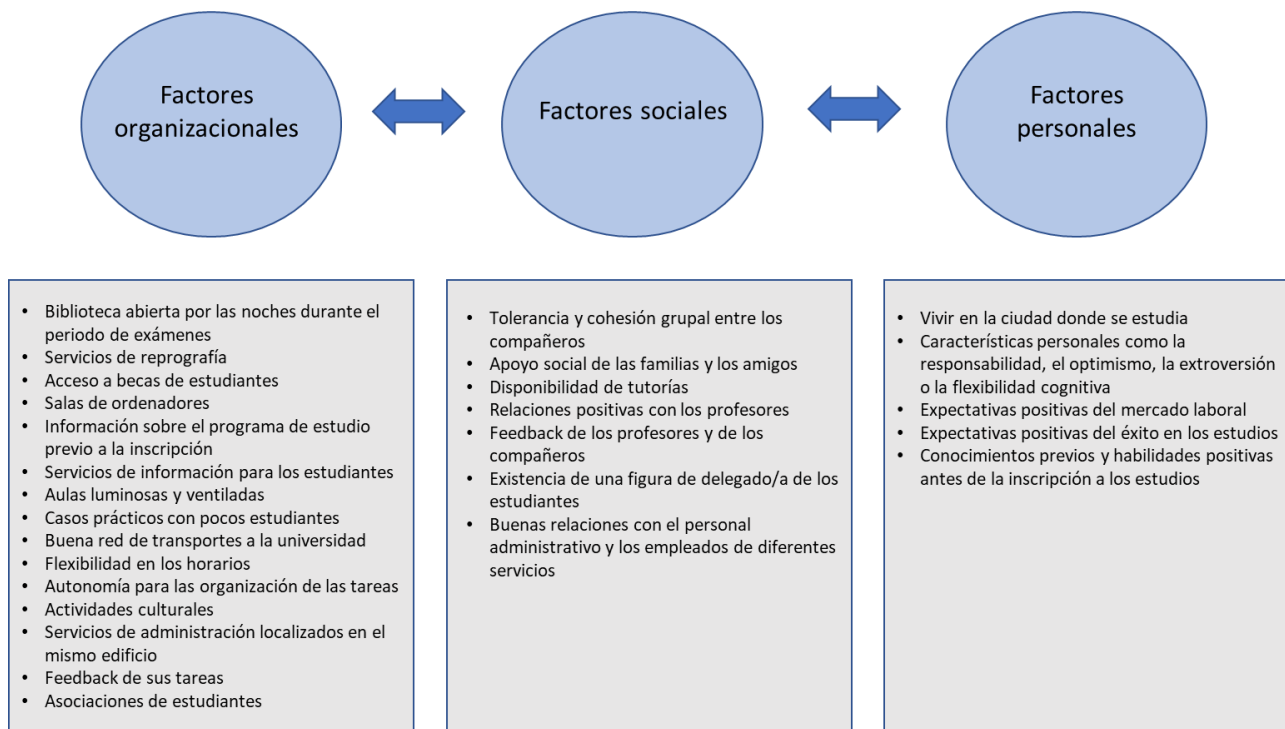 Factores
organizacionales
Factores sociales
Factores
personales
• Biblioteca abierta por las noches durante el
periodo de exámenes
• Servicios de reprografía
• Acceso a becas de estudiantes
• Salas de ordenadores
• Información sobre el programa de estudio
previo a la inscripción
• Servicios de información para los estudiantes
• Aulas luminosas y ventiladas
• Casos prácticos con pocos estudiantes
• Buena red de transportes a la universidad
• Flexibilidad en los horarios
• Autonomía para las organización de las tareas
• Actividades culturales
• Servicios de administración localizados en el
mismo edificio
• Feedback de sus tareas
• Asociaciones de estudiantes
• Tolerancia y cohesión grupal entre los
compañeros
• Apoyo social de las familias y los amigos
• Disponibilidad de tutorías
• Relaciones positivas con los profesores
• Feedback de los profesores y de los
compañeros
• Existencia de una figura de delegado/a de los
estudiantes
• Buenas relaciones con el personal
administrativo y los empleados de diferentes
servicios
• Vivir en la ciudad donde se estudia
• Características personales como la
responsabilidad, el optimismo, la extroversión
o la flexibilidad cognitiva
• Expectativas positivas del mercado laboral
• Expectativas positivas del éxito en los estudios
• Conocimientos previos y habilidades positivas
antes de la inscripción a los estudios